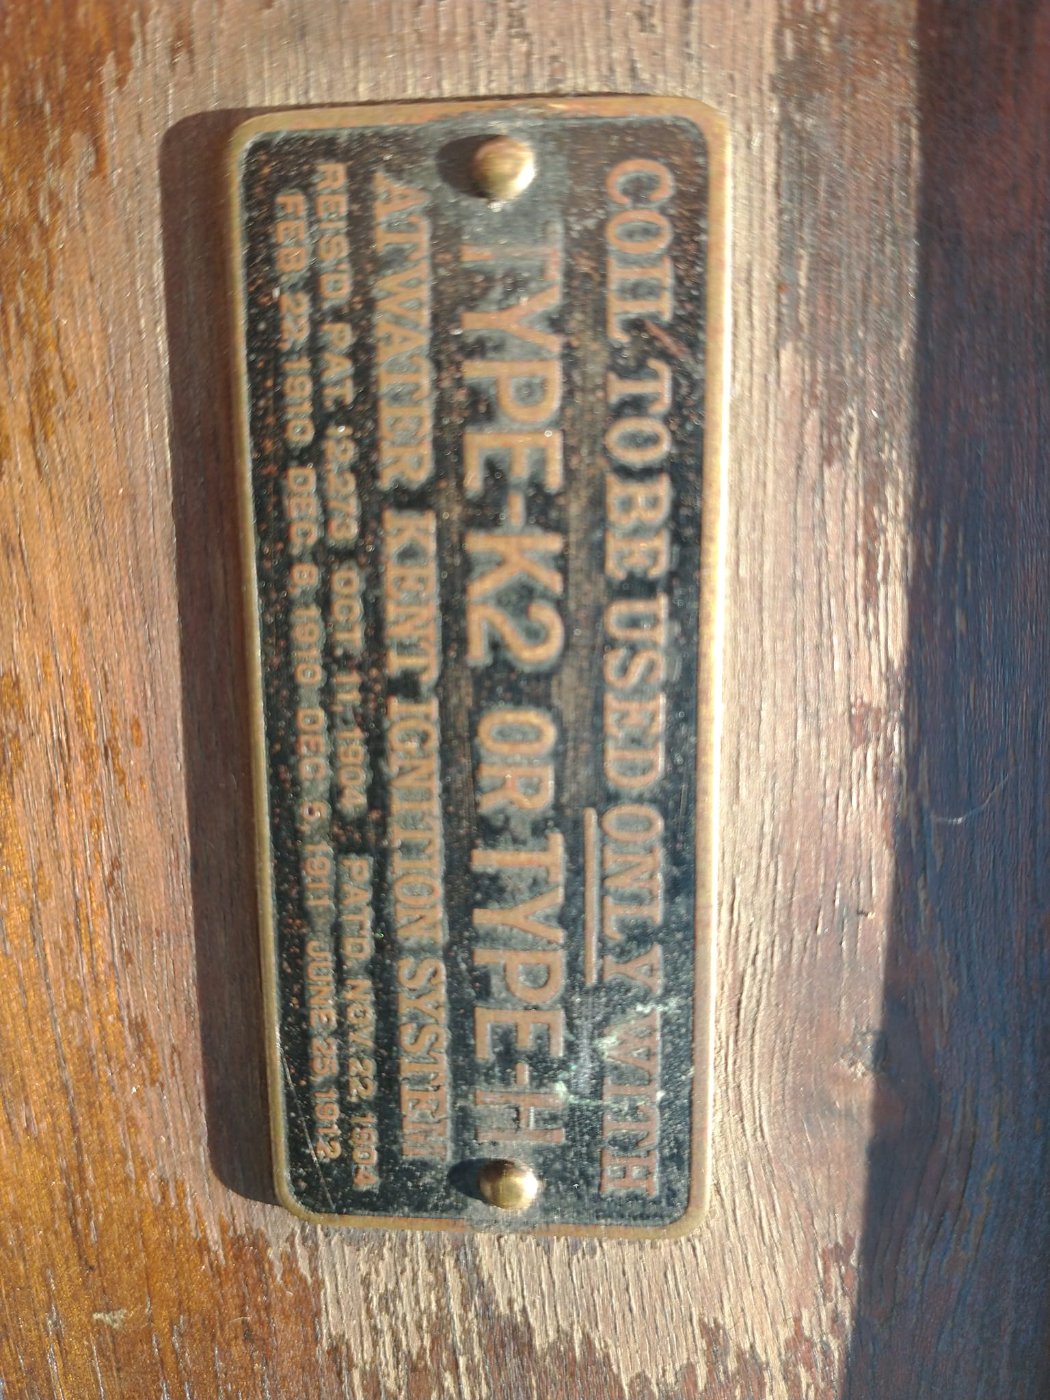 COIL TO BE USED ONLY WITH
TYPE-K2 OR TYPE-H
ATWATER KENT IGNITION SYSTEM
REIS'D. PAT. 12,273 OCT. 11, 1904 PAT'D. NOV. 22 1904
FEB. 22 1910 DEC. 6 1910 DEC. 5 1911 JUNE 25 1912